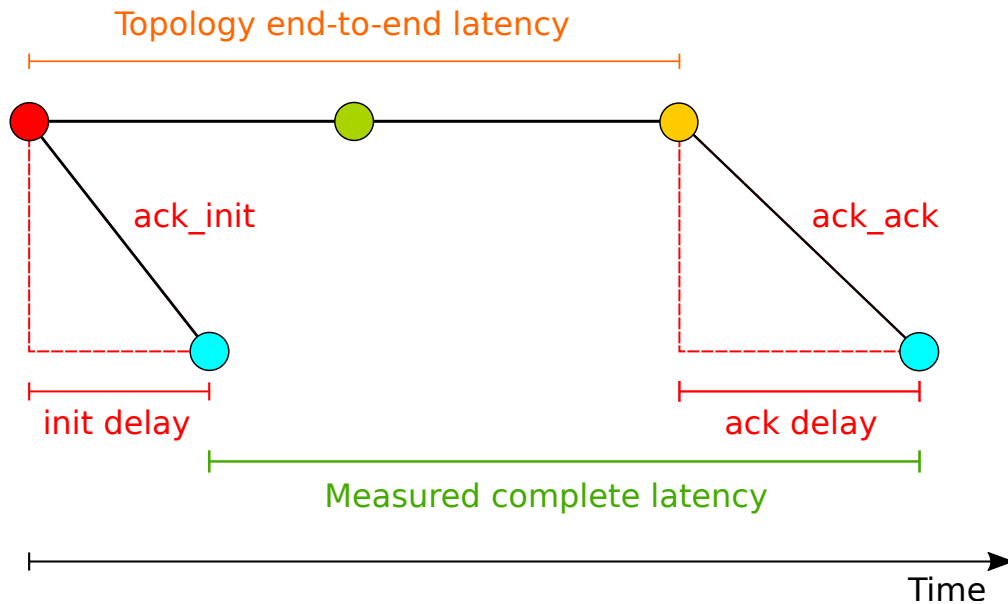 Topology end-to-end latency
ack_init
ack_ack
init delay
ack delay
Measured complete latency
Time